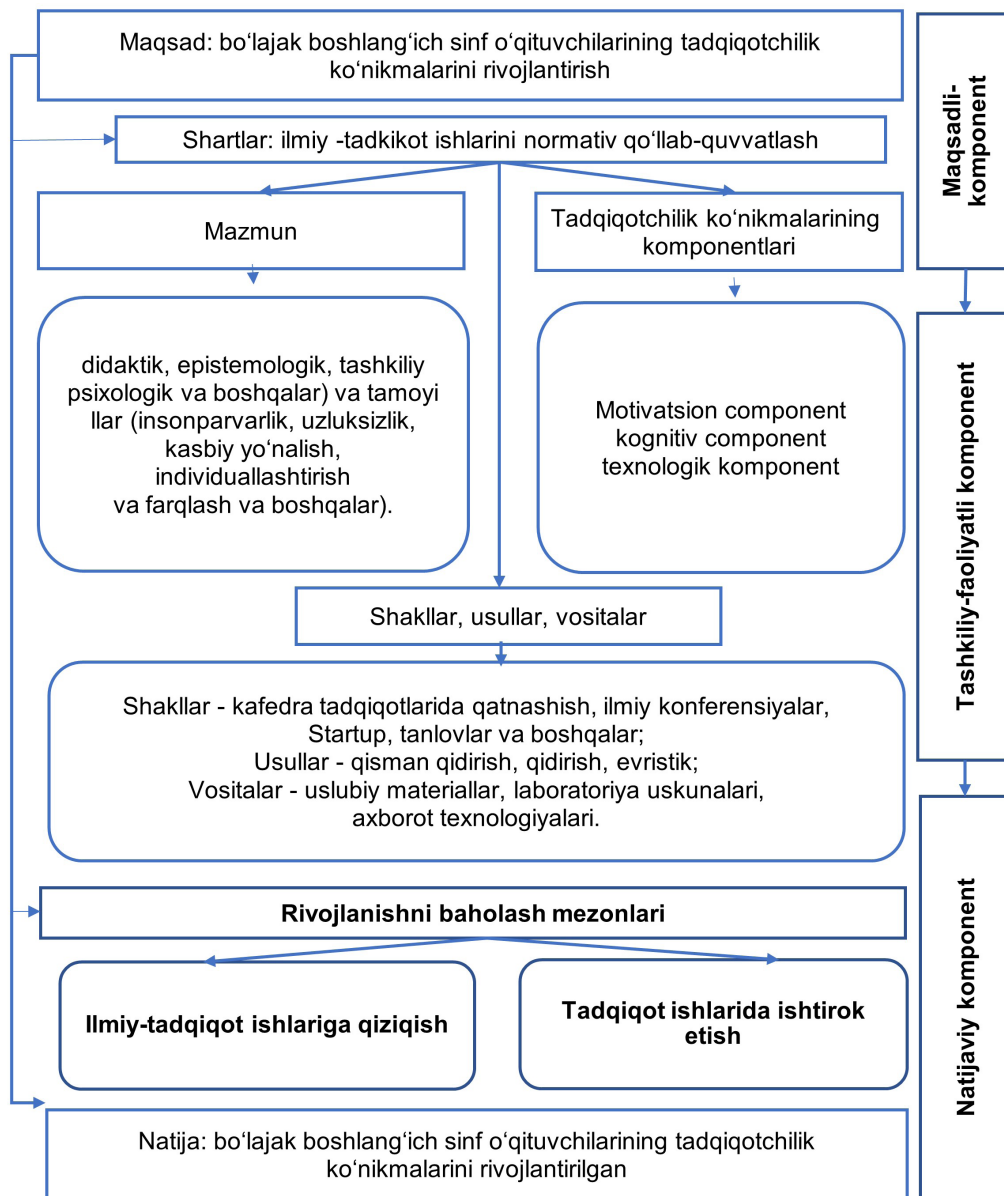 Maqsad: bo‘lajak boshlang‘ich sinf o‘qituvchilarining tadqiqotchilik
ko‘nikmalarini rivojlantirish
Shartlar: ilmiy -tadkikot ishlarini normativ qo‘llab-quvvatlash
Mazmun
Tadqiqotchilik ko‘nikmalarining
komponentlari
didaktik, epistemologik, tashkiliy
psixologik va boshqalar) va tamoyi
llar (insonparvarlik, uzluksizlik,
kasbiy yo‘nalish,
individuallashtirish
va farqlash va boshqalar).
Motivatsion component
kognitiv component
texnologik komponent
Shakllar, usullar, vositalar
Shakllar - kafedra tadqiqotlarida qatnashish, ilmiy konferensiyalar,
Startup, tanlovlar va boshqalar;
Usullar - qisman qidirish, qidirish, evristik;
Vositalar - uslubiy materiallar, laboratoriya uskunalari,
axborot texnologiyalari.
Rivojlanishni baholash mezonlari
Ilmiy-tadqiqot ishlariga qiziqish
Tadqiqot ishlarida ishtirok
etish
Natija: bo‘lajak boshlang‘ich sinf o‘qituvchilarining tadqiqotchilik
ko‘nikmalarini rivojlantirilgan
Maqsadli-
komponent
Tashkiliy-faoliyatli komponent
Natijaviy komponent